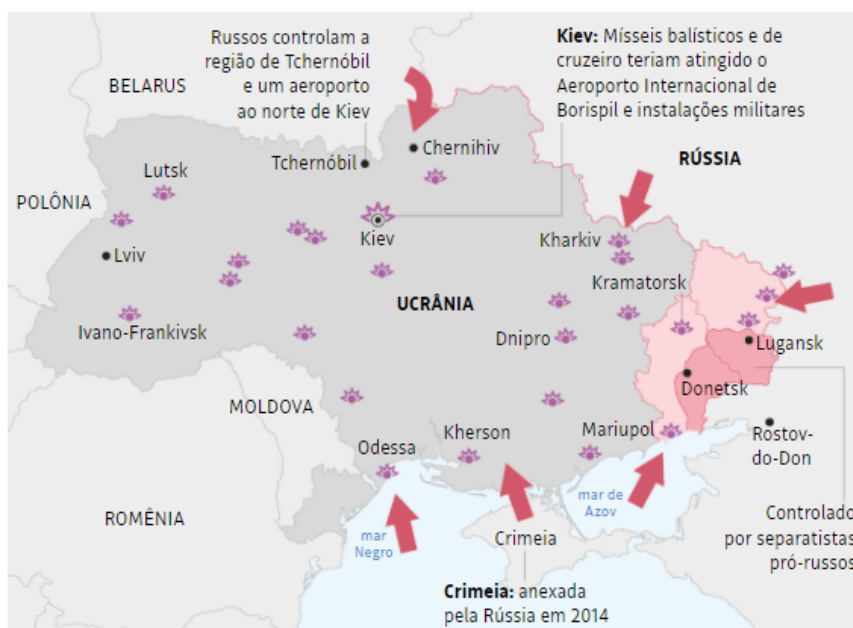 Russos controlam a
região de Tchernóbil
e um aeroporto
ao norte de Kiev
Kiev: Mísseis balísticos e de
cruzeiro teriam atingido o
Aeroporto Internacional de
Borispil e instalações militares
BELARUS
Chernihiv
Tchernóbil
RÚSSIA
Lutsk
POLÔNIA
Kiev
Kharkiv
Lviv
Kramatorsk
UCRÂNIA
Ivano-Frankivsk
Dnipro
Lugansk
Donetsk
MOLDOVA
Kherson
Mariupol
Rostov-
do-Don
Odessa
mar de
Azov
Controlado
por separatistas
pró-russos
ROMÊNIA
mar
Negro
Crimeia
Crimeia: anexada
pela Rússia em 2014